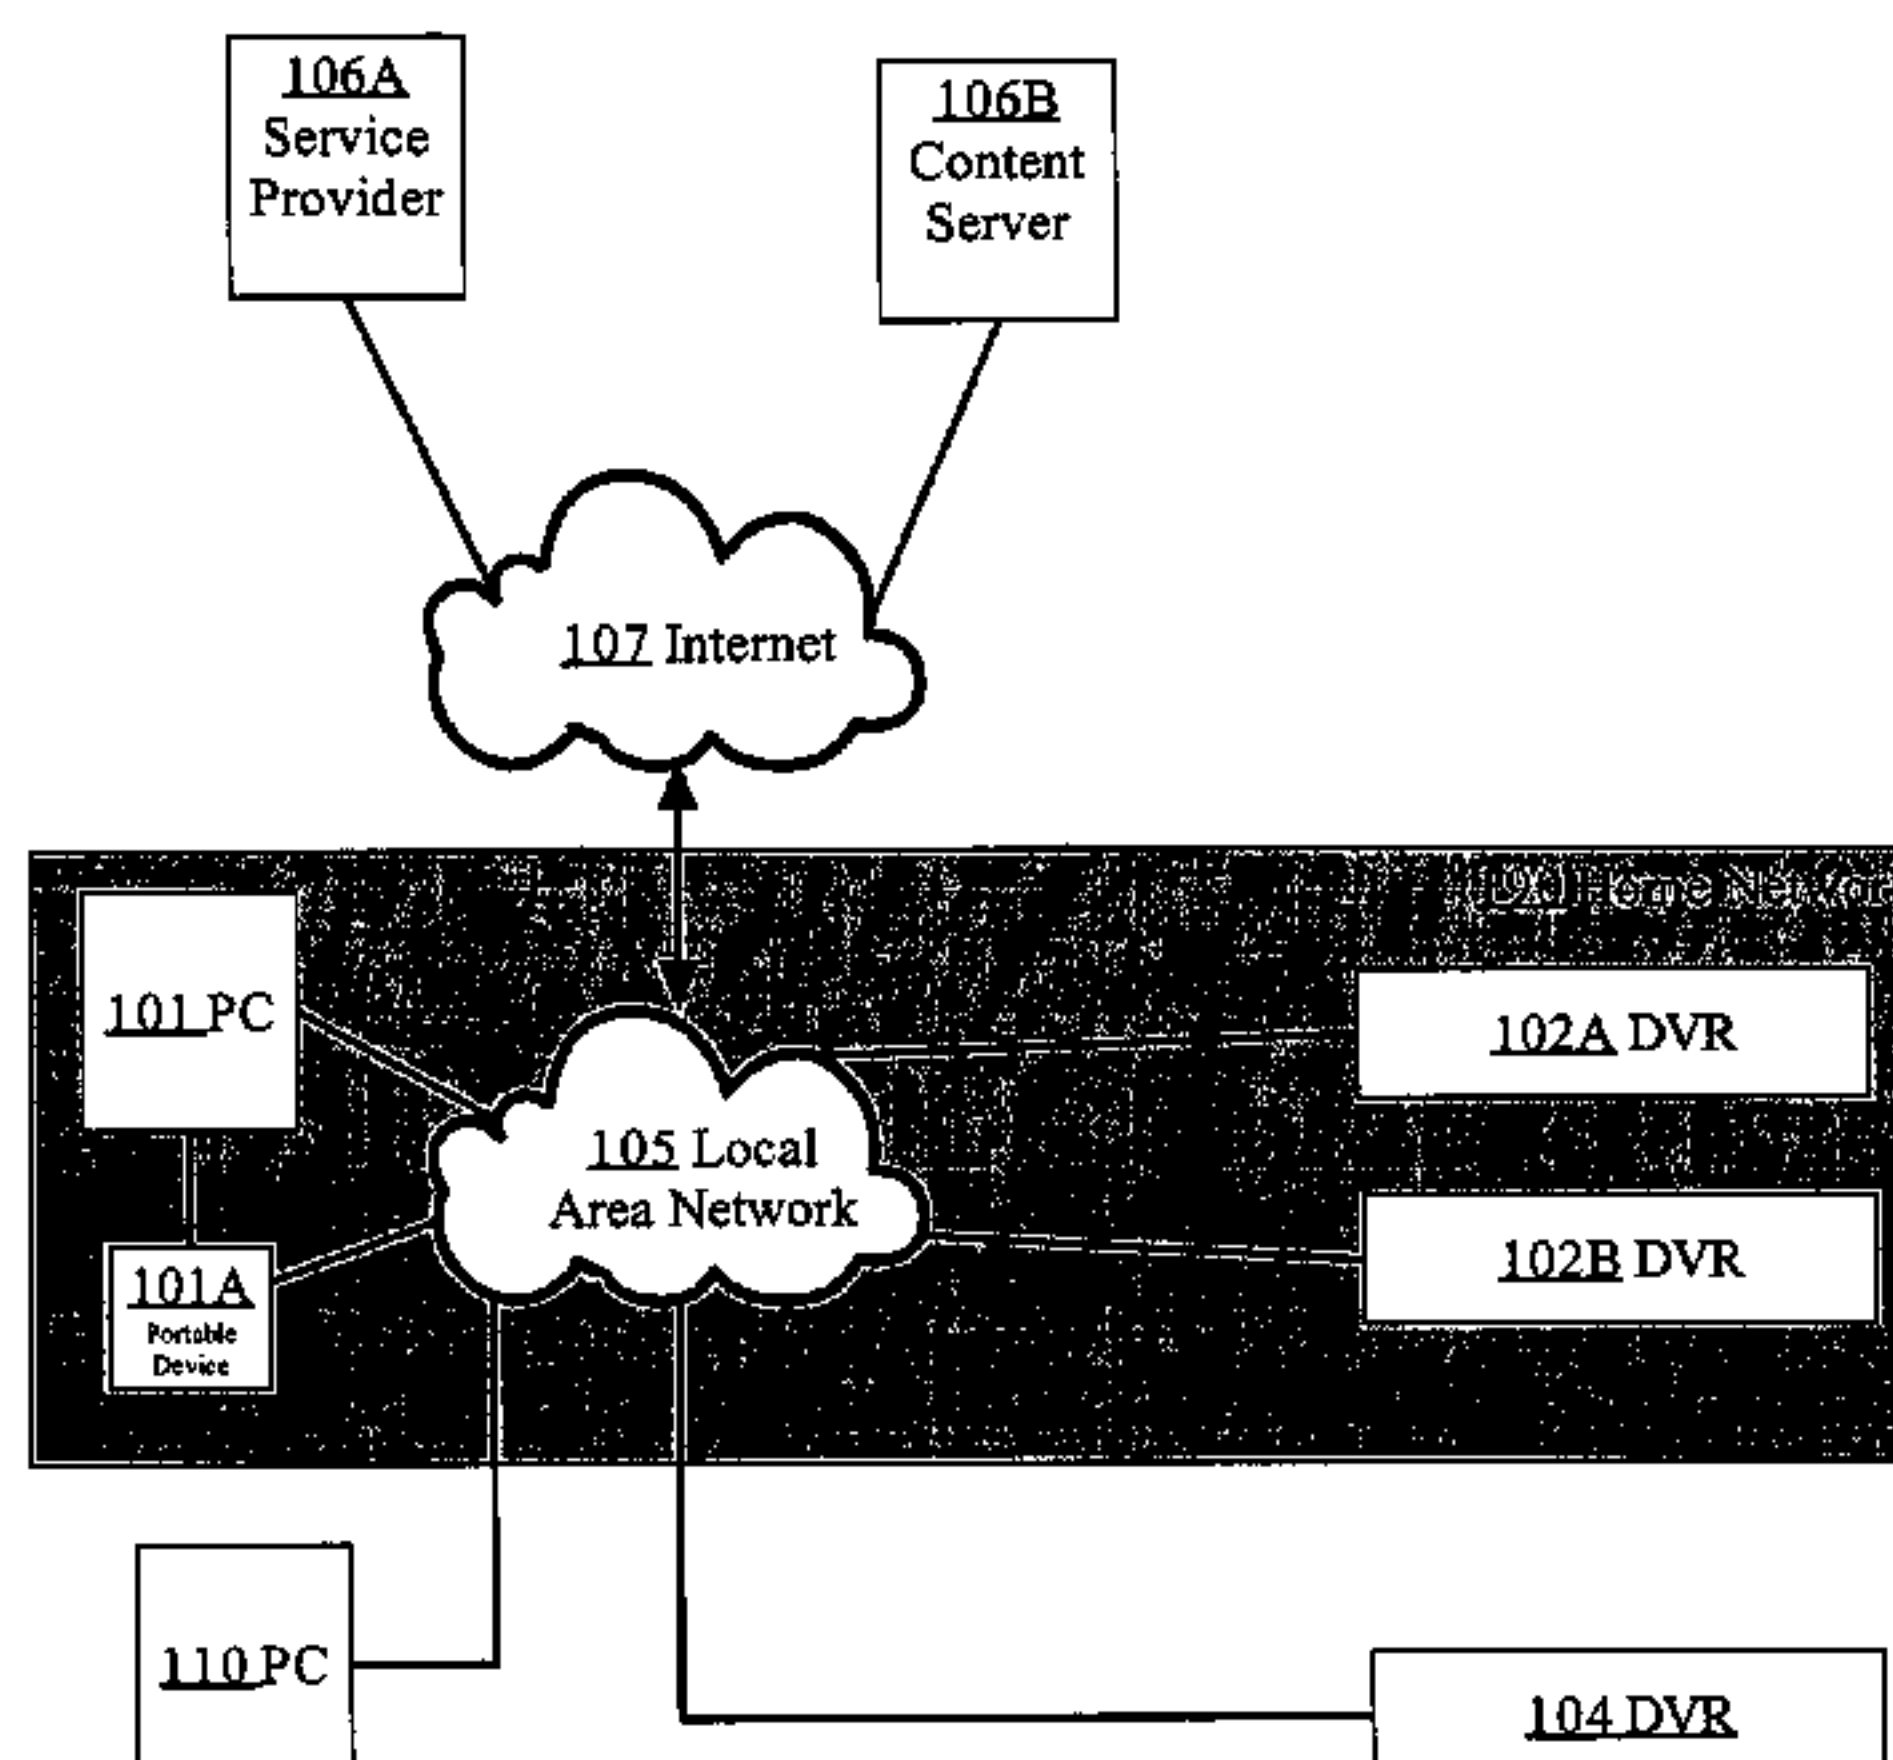 106A
Service
Provider
106B
Content
Server
107 Internet
Home
101 PC
102A DVR
105 Local
Area Network
102B DVR
101A
Portable
Device
110 PC
104 DVR